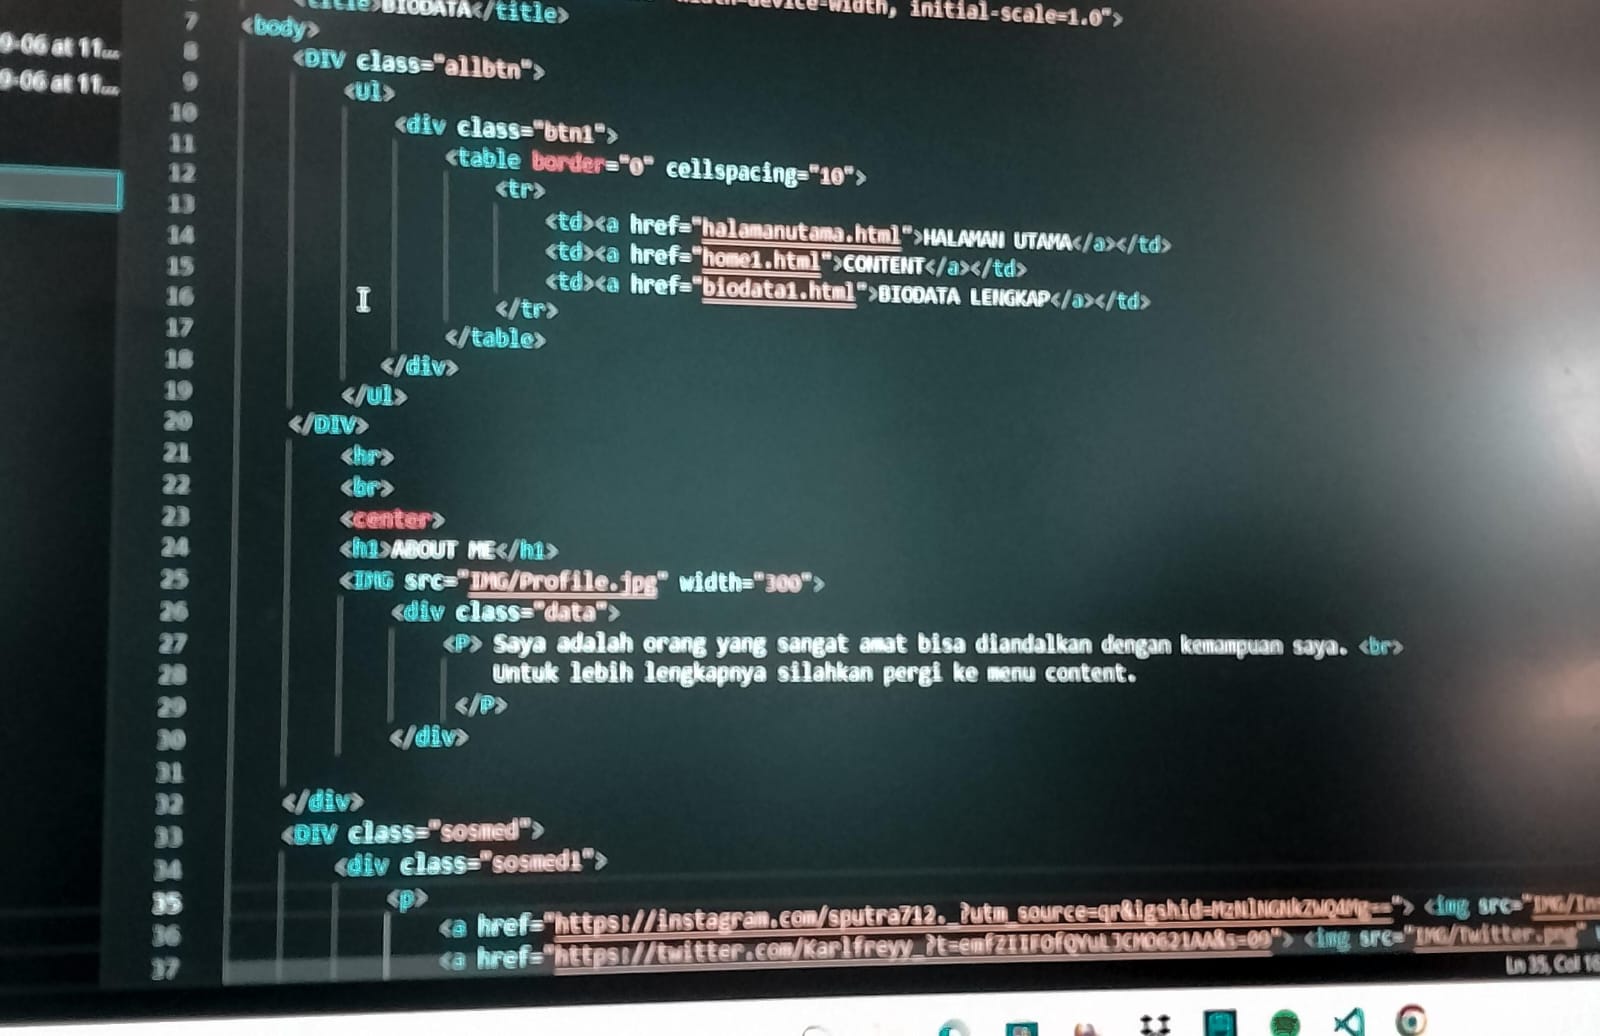 <title>BIODATA</title>
width=device-width, initial-scale=1.0">
7 <body>
8 <DIV class="allbtn">
9 <Ul>
10 <div class="btn1">
11 <table border="0" cellspacing="10">
12 <tr>
13 <td><a href="halamanutama.html">HALAMAN UTAMA</a></td>
14 <td><a href="home1.html">CONTENT</a></td>
15 <td><a href="biodata1.html">BIODATA LENGKAP</a></td>
16 </tr>
17 </table>
18 </div>
19 </Ul>
20 </DIV>
21 <hr>
22 <br>
23 <center>
24 <h1>ABOUT ME</h1>
25 <IMG src="IMG/Profile.jpg" width="300">
26 <div class="data">
27 <P> Saya adalah orang yang sangat amat bisa diandalkan dengan kemampuan saya. <br>
28 Untuk lebih lengkapnya silahkan pergi ke menu content.
29 </P>
30 </div>
31
32 </div>
33 <DIV class="sosmed">
34 <div class="sosmed1">
35 <p>
36 <a href="https://instagram.com/sputra712._?utm_source=qr&igshid=MzNlNGNkZWQ4Mg=="> <img src="IMG/Ins
37 <a href="https://twitter.com/Karlfreyy_?t= "> <img src="IMG/Twitter.png"
9-06 at 11...
9-06 at 11...
Ln 35, Col 16